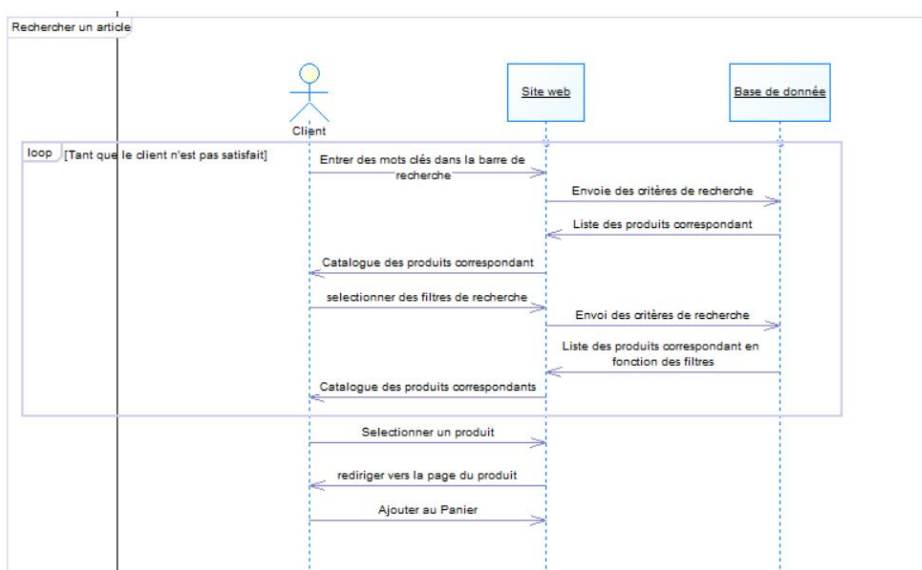 Rechercher un article
Site web
Base de donnée
Client
loop
[Tant que le client n'est pas satisfait]
Entrer des mots clés dans la barre de
recherche
Envoie des critères de recherche
Liste des produits correspondant
Catalogue des produits correspondant
selectionner des filtres de recherche
Envoi des critères de recherche
Liste des produits correspondant en
fonction des filtres
Catalogue des produits correspondants
Selectionner un produit
rediriger vers la page du produit
Ajouter au Panier